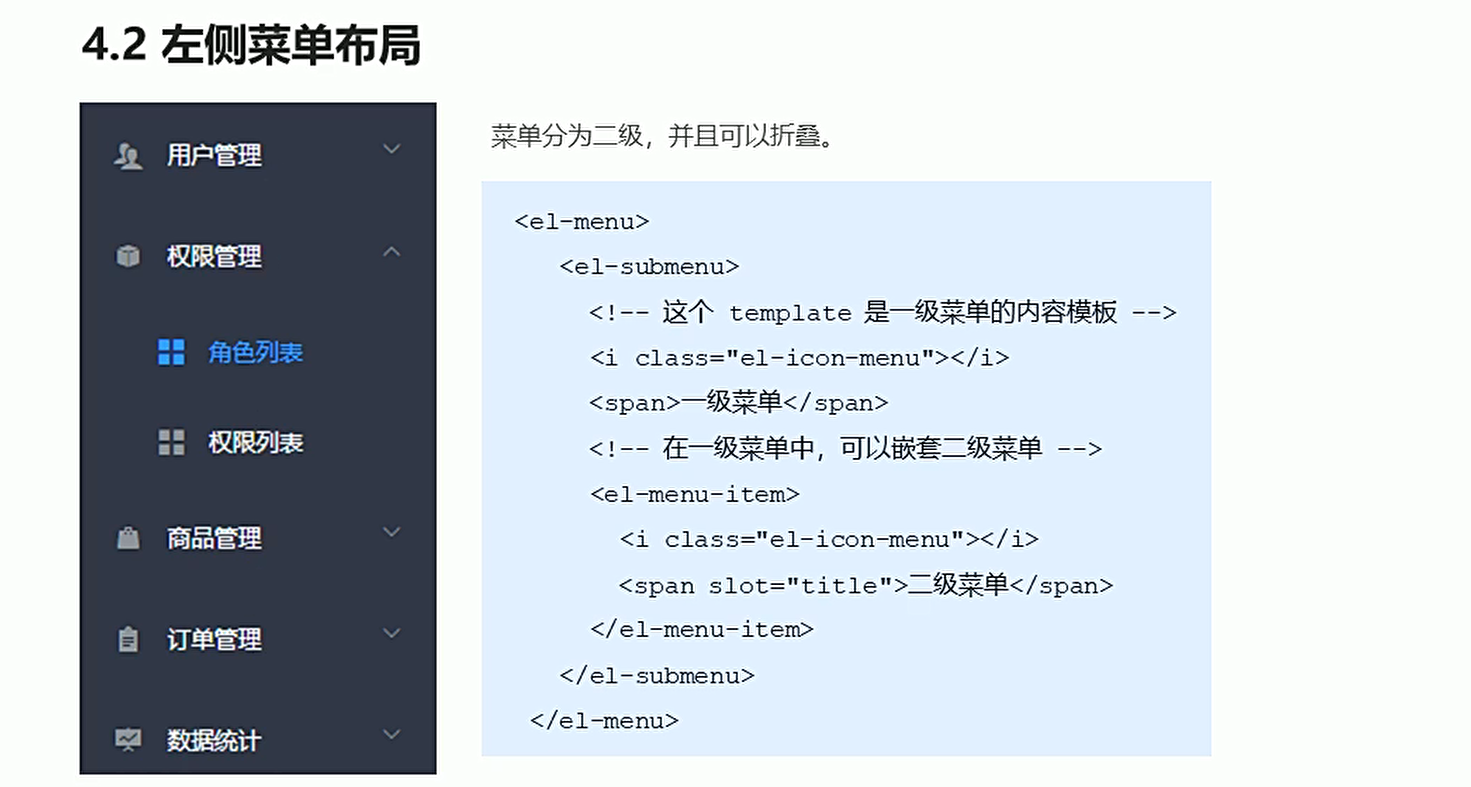 4.2 左侧菜单布局
用户管理
权限管理
角色列表
权限列表
商品管理
订单管理
数据统计
菜单分为二级，并且可以折叠。
<el-menu>
<el-submenu>
<!-- 这个 template 是一级菜单的内容模板 -->
<i class="el-icon-menu"></i>
<span>一级菜单</span>
<!-- 在一级菜单中，可以嵌套二级菜单 -->
<el-menu-item>
<i class="el-icon-menu"></i>
<span slot="title">二级菜单</span>
</el-menu-item>
</el-submenu>
</el-menu>